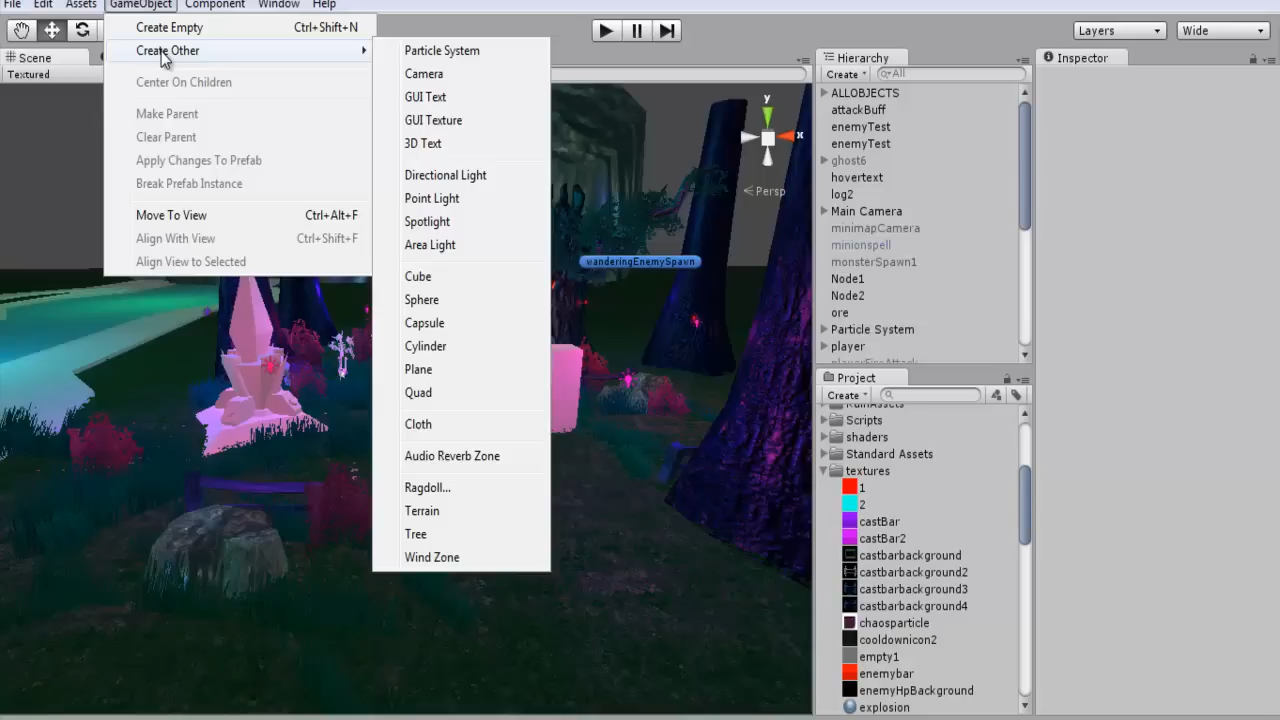 File Edit Assets GameObject Component Window Help
Layers Wide
Scene
Textured
Create Empty Ctrl+Shift+N
Create Other
Center On Children
Make Parent
Clear Parent
Apply Changes To Prefab
Break Prefab Instance
Move To View Ctrl+Alt+F
Align With View Ctrl+Shift+F
Align View to Selected
Particle System
Camera
GUI Text
GUI Texture
3D Text
Directional Light
Point Light
Spotlight
Area Light
Cube
Sphere
Capsule
Cylinder
Plane
Quad
Cloth
Audio Reverb Zone
Ragdoll...
Terrain
Tree
Wind Zone
y
x
Persp
wanderingEnemySpawn
Hierarchy
Create All
ALLOBJECTS
attackBuff
enemyTest
enemyTest
ghost6
hovertext
log2
Main Camera
minimapCamera
minionspell
monsterSpawn1
Node1
Node2
ore
Particle System
player
playerFireAttack
Project
Create
RuinAssets
Scripts
shaders
Standard Assets
textures
1
2
castBar
castBar2
castbarbackground
castbarbackground2
castbarbackground3
castbarbackground4
chaosparticle
cooldownicon2
empty1
enemybar
enemyHpBackground
explosion
Inspector